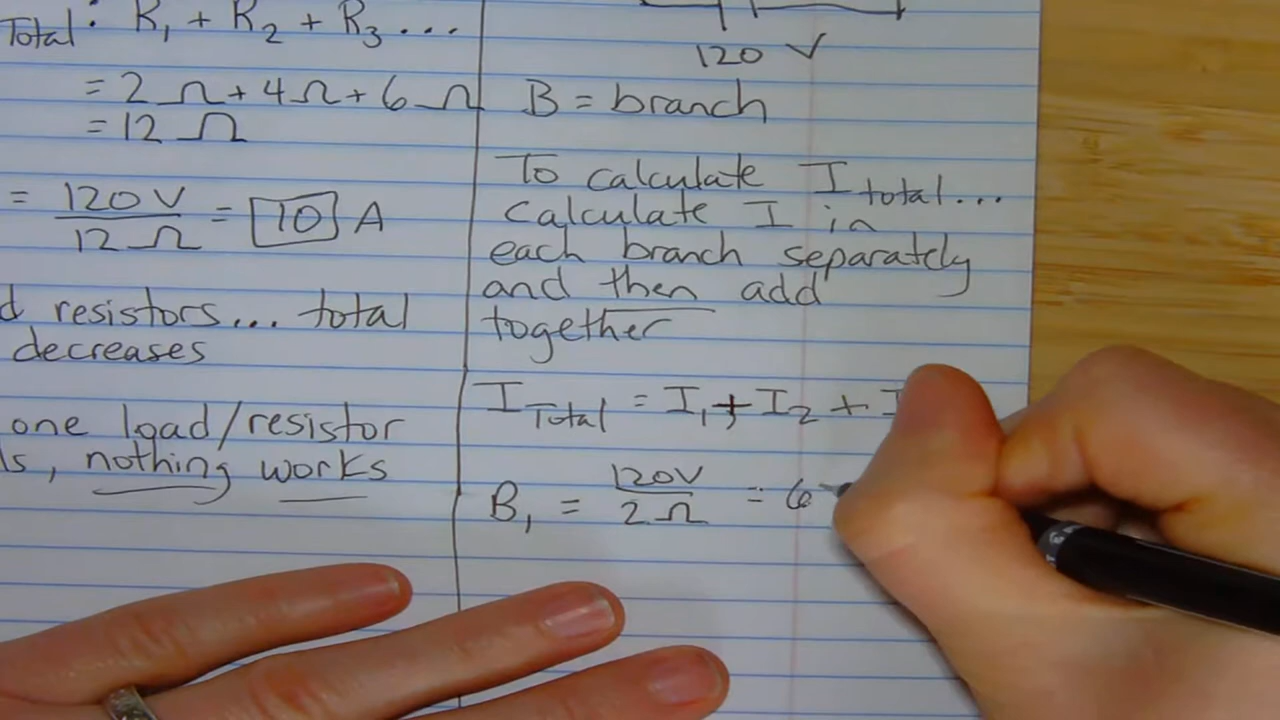 Total: R1 + R2 + R3...
= 2 Ω + 4 Ω + 6 Ω
= 12 Ω
= 120 V / 12 Ω = 10 A
resistors... total
decreases
one load/resistor
nothing works
120 V
B = branch
To calculate I total...
calculate I in
each branch separately
and then add
together
I Total = I1 + I2 + I
B1 = 120V / 2 Ω = 6